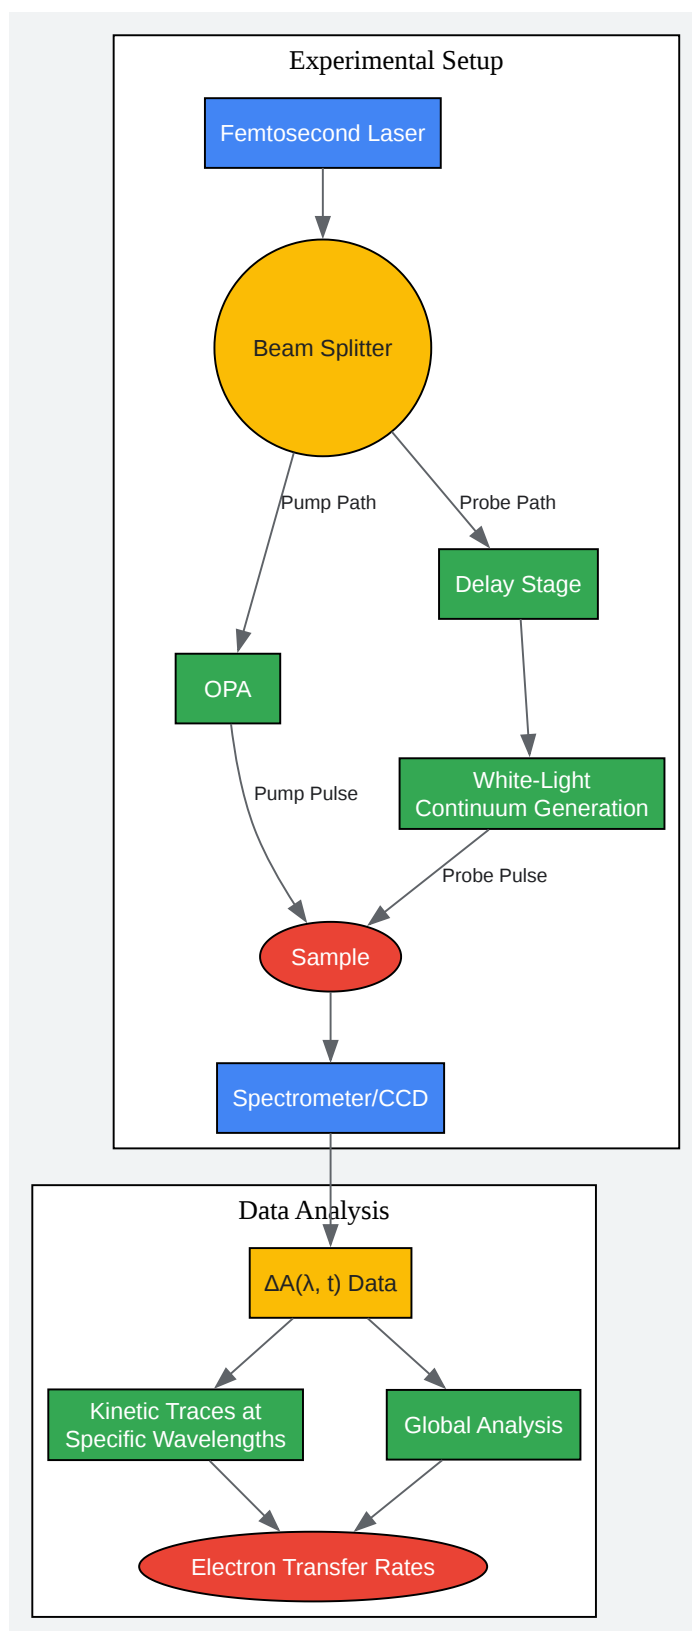 Experimental Setup
Femtosecond Laser
Beam Splitter
Pump Path
Probe Path
Delay Stage
OPA
White-Light
Continuum Generation
Pump Pulse
Probe Pulse
Sample
Spectrometer/CCD
Data Analysis
ΔA(λ, t) Data
Kinetic Traces at
Specific Wavelengths
Global Analysis
Electron Transfer Rates